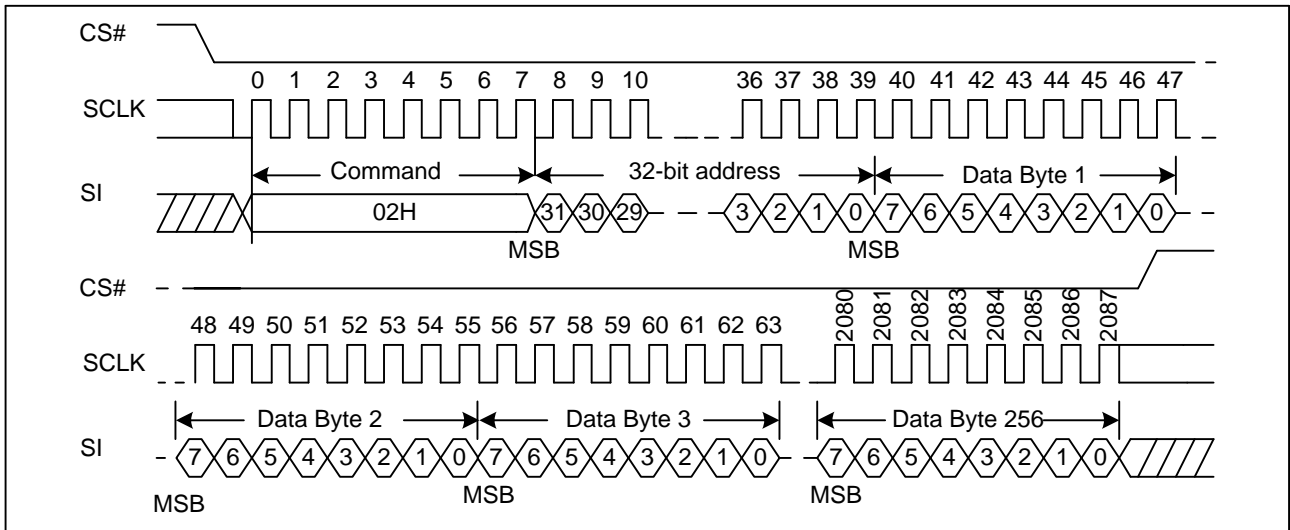 CS#
0 1 2 3 4 5 6 7 8 9 10 36 37 38 39 40 41 42 43 44 45 46 47
SCLK
Command 32-bit address Data Byte 1
SI
02H 31 30 29 3 2 1 0 7 6 5 4 3 2 1 0
MSB MSB
CS#
48 49 50 51 52 53 54 55 56 57 58 59 60 61 62 63 2080 2081 2082 2083 2084 2085 2086 2087
SCLK
Data Byte 2 Data Byte 3 Data Byte 256
SI
7 6 5 4 3 2 1 0 7 6 5 4 3 2 1 0 7 6 5 4 3 2 1 0
MSB MSB MSB